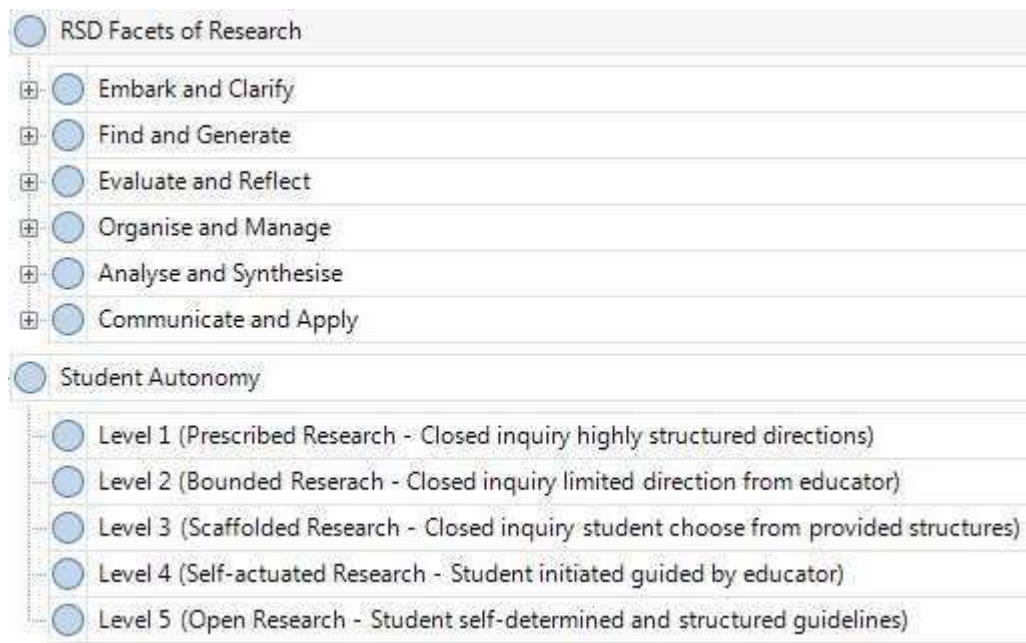 RSD Facets of Research
Embark and Clarify
Find and Generate
Evaluate and Reflect
Organise and Manage
Analyse and Synthesise
Communicate and Apply
Student Autonomy
Level 1 (Prescribed Research - Closed inquiry highly structured directions)
Level 2 (Bounded Reserach - Closed inquiry limited direction from educator)
Level 3 (Scaffolded Research - Closed inquiry student choose from provided structures)
Level 4 (Self-actuated Research - Student initiated guided by educator)
Level 5 (Open Research - Student self-determined and structured guidelines)